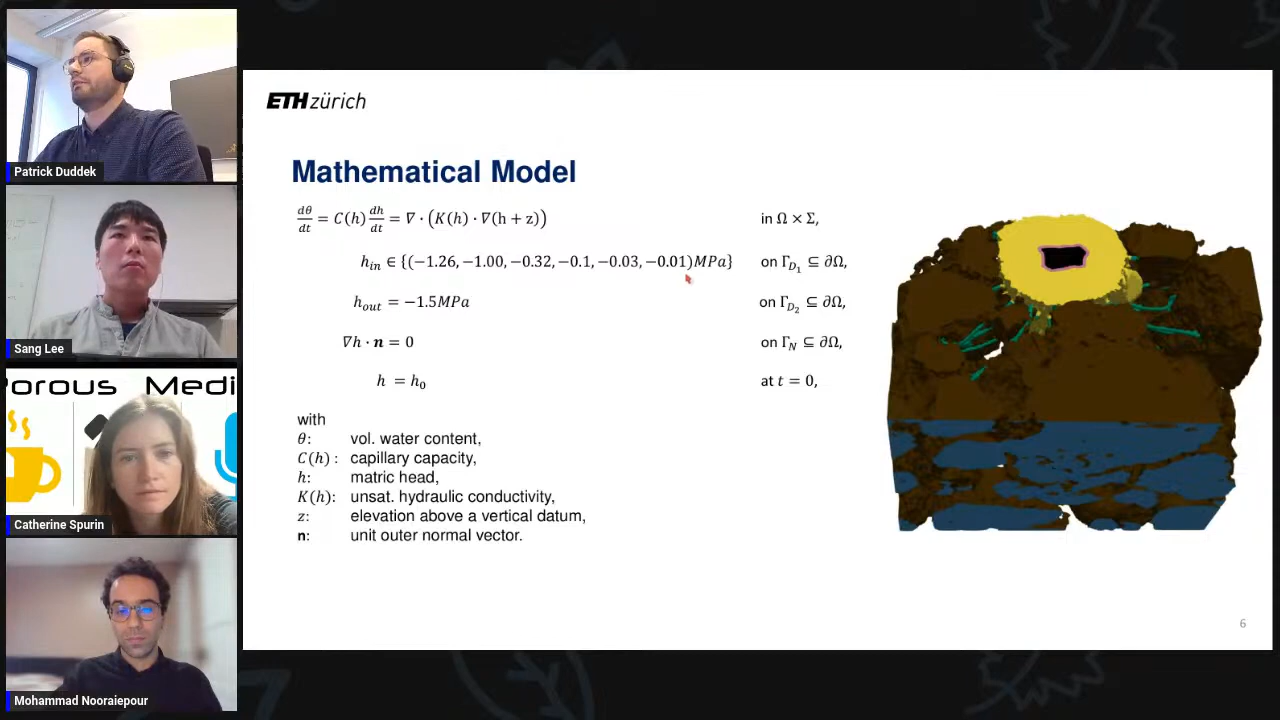 Patrick Duddek
Sang Lee
Porous Medi
Catherine Spurin
Mohammad Nooraiepour
ETH zürich
Mathematical Model
dθ/dt = C(h) dh/dt = ∇ · (K(h) · ∇(h + z)) in Ω × Σ,
h_in ∈ {(−1.26, −1.00, −0.32, −0.1, −0.03, −0.01)MPa} on Γ_D₁ ⊆ ∂Ω,
h_out = −1.5MPa on Γ_D₂ ⊆ ∂Ω,
∇h · n = 0 on Γ_N ⊆ ∂Ω,
h = h₀ at t = 0,
with
θ: vol. water content,
C(h) : capillary capacity,
h: matric head,
K(h): unsat. hydraulic conductivity,
z: elevation above a vertical datum,
n: unit outer normal vector.
6